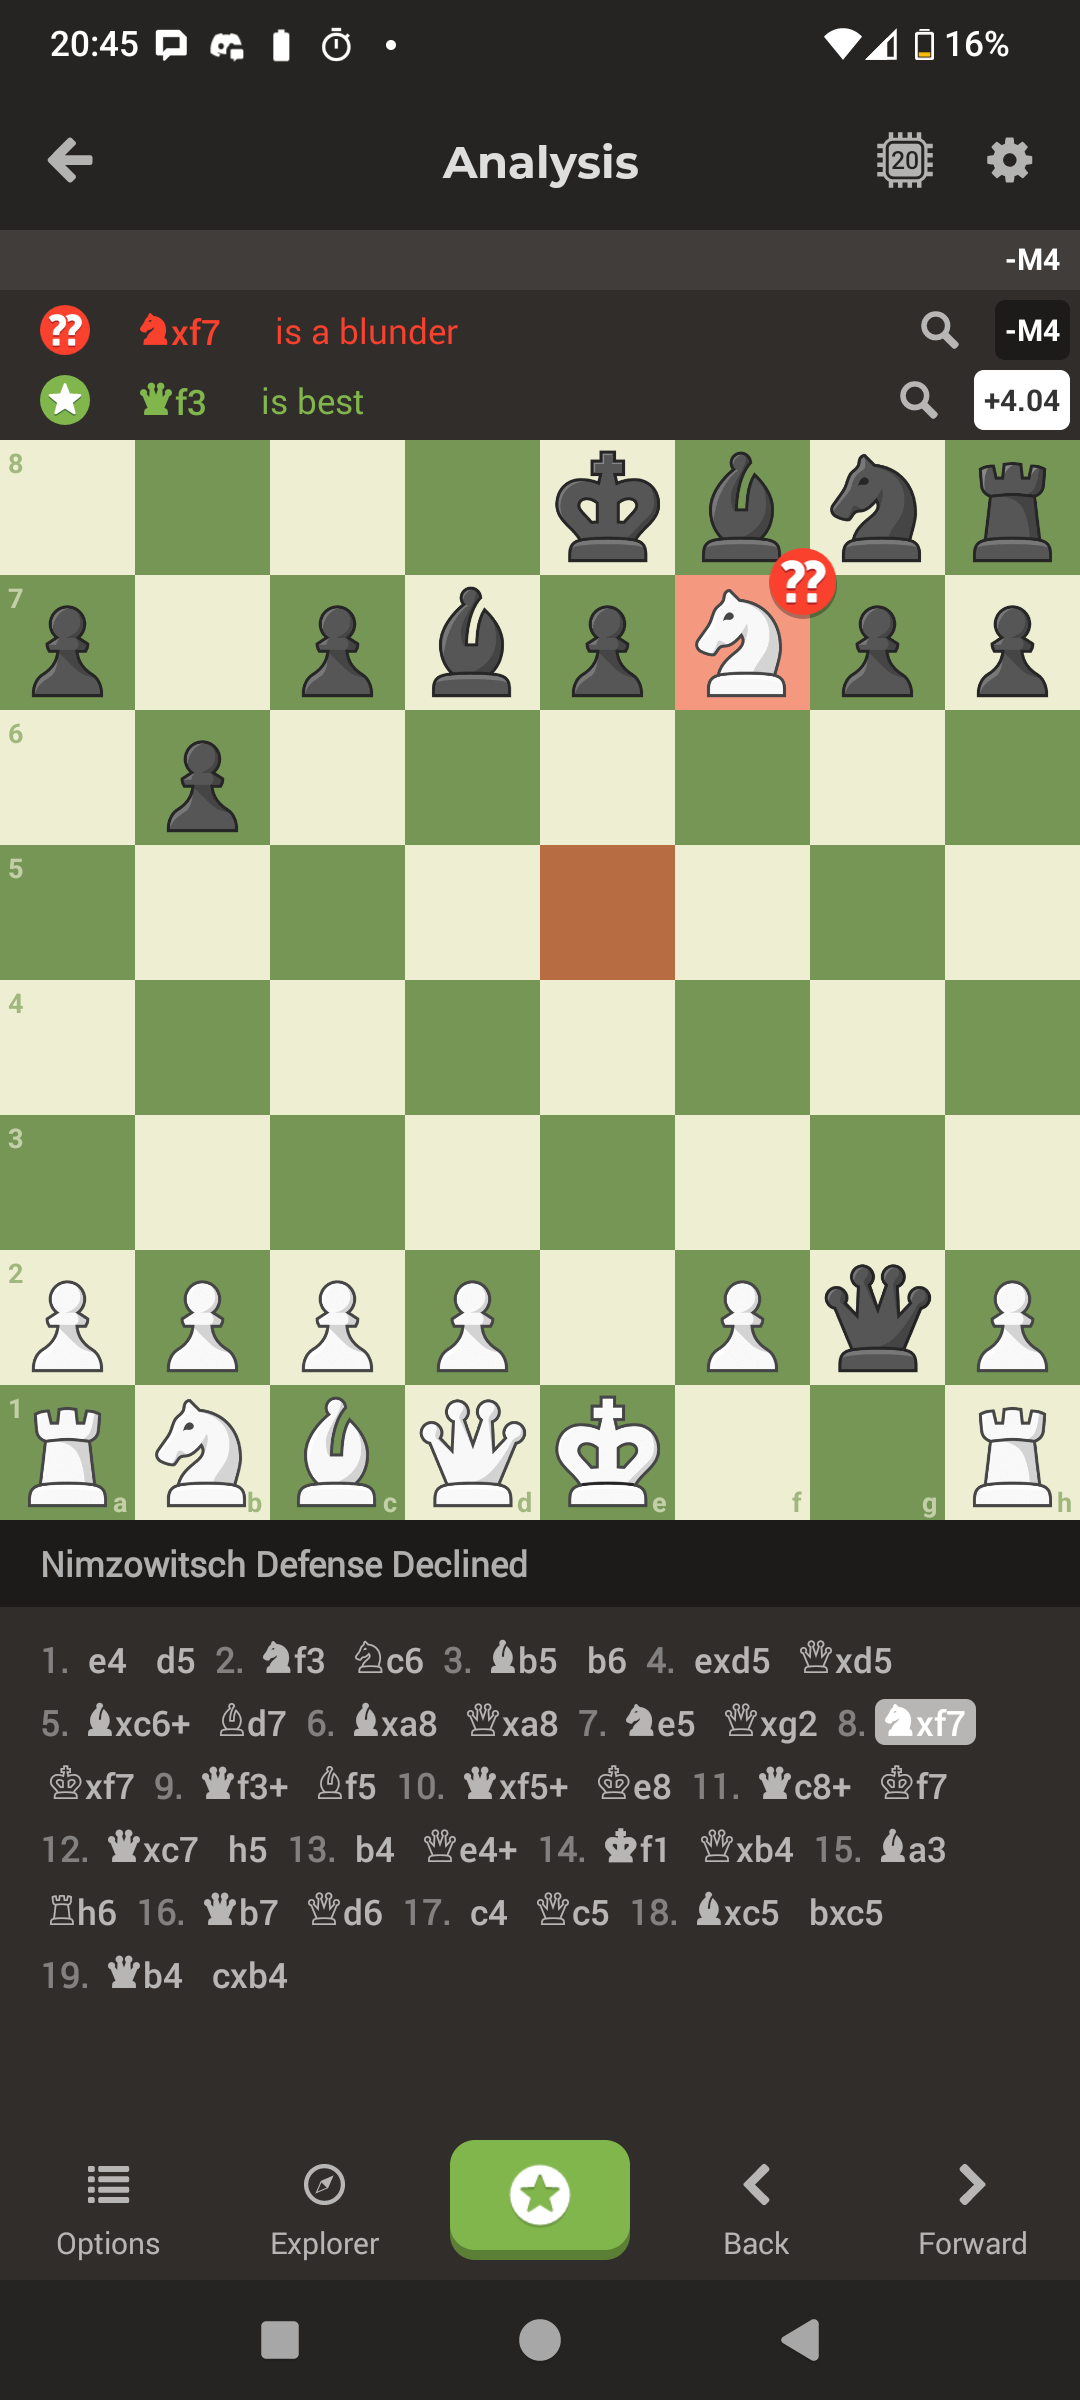 20:45 16%
Analysis 20
-M4
?? ♞xf7 is a blunder -M4
♛f3 is best +4.04
8
??
7
6
5
4
3
2
1 a b c d e f g h
Nimzowitsch Defense Declined
1. e4 d5 2. ♞f3 ♘c6 3. ♝b5 b6 4. exd5 ♕xd5
5. ♝xc6+ ♗d7 6. ♝xa8 ♕xa8 7. ♞e5 ♕xg2 8. ♞xf7
♔xf7 9. ♛f3+ ♗f5 10. ♛xf5+ ♔e8 11. ♛c8+ ♔f7
12. ♛xc7 h5 13. b4 ♕e4+ 14. ♚f1 ♕xb4 15. ♝a3
♖h6 16. ♛b7 ♕d6 17. c4 ♕c5 18. ♝xc5 bxc5
19. ♛b4 cxb4
Options Explorer Back Forward